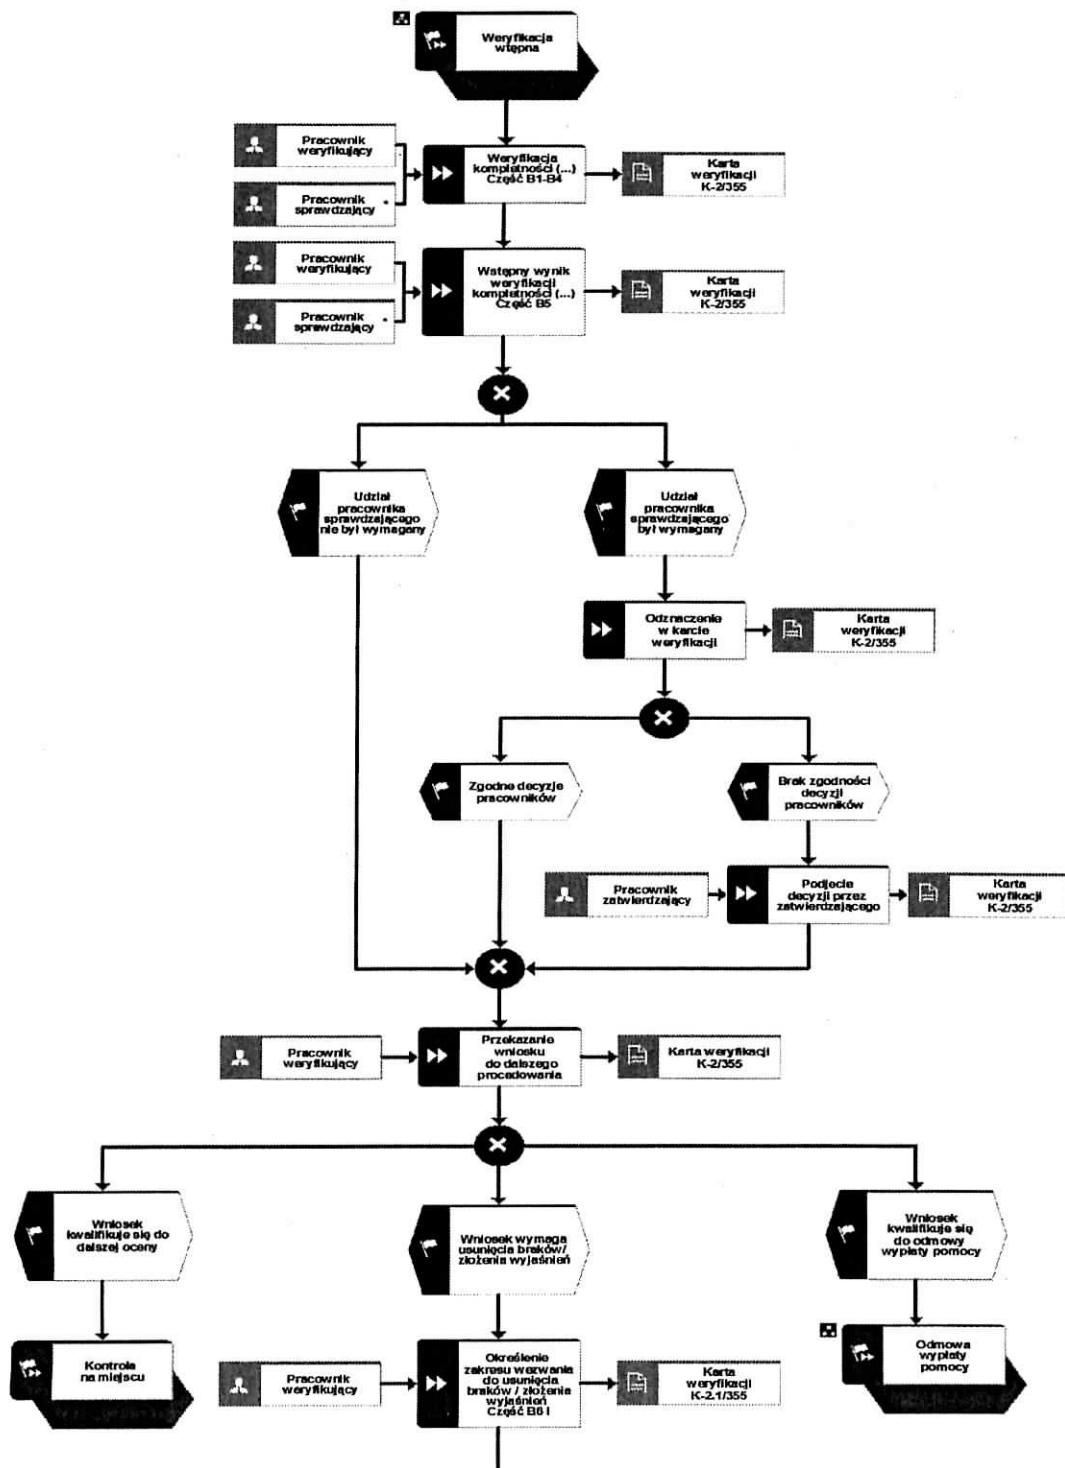 Weryfikacja
wtępna
Pracownik
weryfikujący
Weryfikacja
kompletności (...)
Część B1-B4
Karta
weryfikacji
K-2/355
Pracownik
sprawdzający *
Pracownik
weryfikujący
Wstępny wynik
weryfikacji
kompletności (...)
Część B5
Karta
weryfikacji
K-2/355
Pracownik
sprawdzający *
Udział
pracownika
sprawdzającego
nie był wymagany
Udział
pracownika
sprawdzającego
był wymagany
Odznaczenie
w karcie
weryfikacji
Karta
weryfikacji
K-2/355
Zgodne decyzje
pracowników
Brak zgodności
decyzji
pracowników
Pracownik
zatwierdzający
Podjęcie
decyzji przez
zatwierdzającego
Karta
weryfikacji
K-2/355
Pracownik
weryfikujący
Przekazanie
wniosku
do dalszego
procedowania
Karta weryfikacji
K-2/355
Wniosek
kwalifikuje się do
dalszej oceny
Wniosek wymaga
usunięcia braków/
złożenia wyjaśnień
Wniosek
kwalifikuje się
do odmowy
wypłaty pomocy
Kontrola
na miejscu
Pracownik
weryfikujący
Określenie
zakresu wezwania
do usunięcia
braków / złożenia
wyjaśnień
Część B6 I
Karta
weryfikacji
K-2.1/355
Odmowa
wypłaty
pomocy